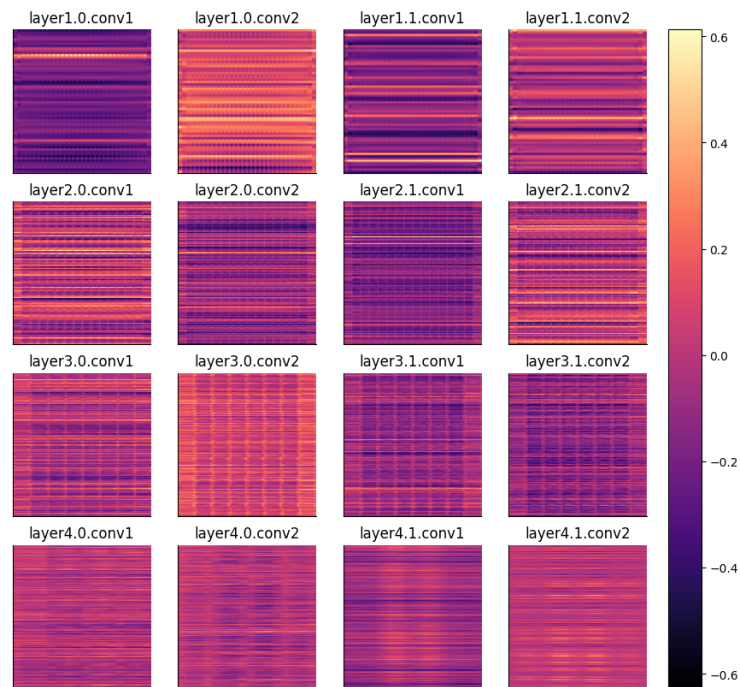 layer1.0.conv1 layer1.0.conv2 layer1.1.conv1 layer1.1.conv2
layer2.0.conv1 layer2.0.conv2 layer2.1.conv1 layer2.1.conv2
layer3.0.conv1 layer3.0.conv2 layer3.1.conv1 layer3.1.conv2
layer4.0.conv1 layer4.0.conv2 layer4.1.conv1 layer4.1.conv2
0.6
0.4
0.2
0.0
−0.2
−0.4
−0.6